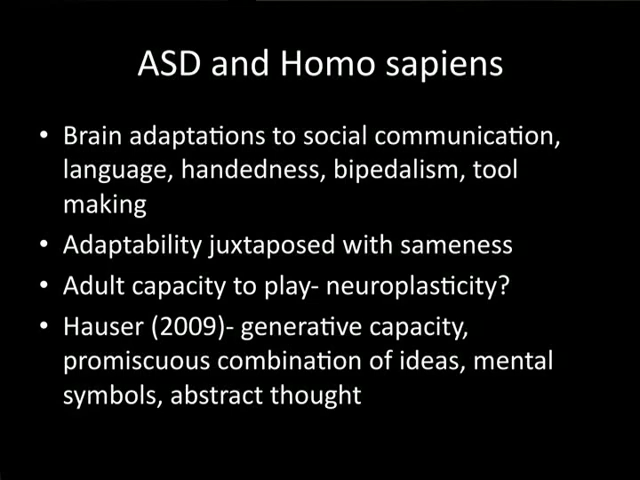 ASD and Homo sapiens
• Brain adaptations to social communication,
language, handedness, bipedalism, tool
making
• Adaptability juxtaposed with sameness
• Adult capacity to play- neuroplasticity?
• Hauser (2009)- generative capacity,
promiscuous combination of ideas, mental
symbols, abstract thought